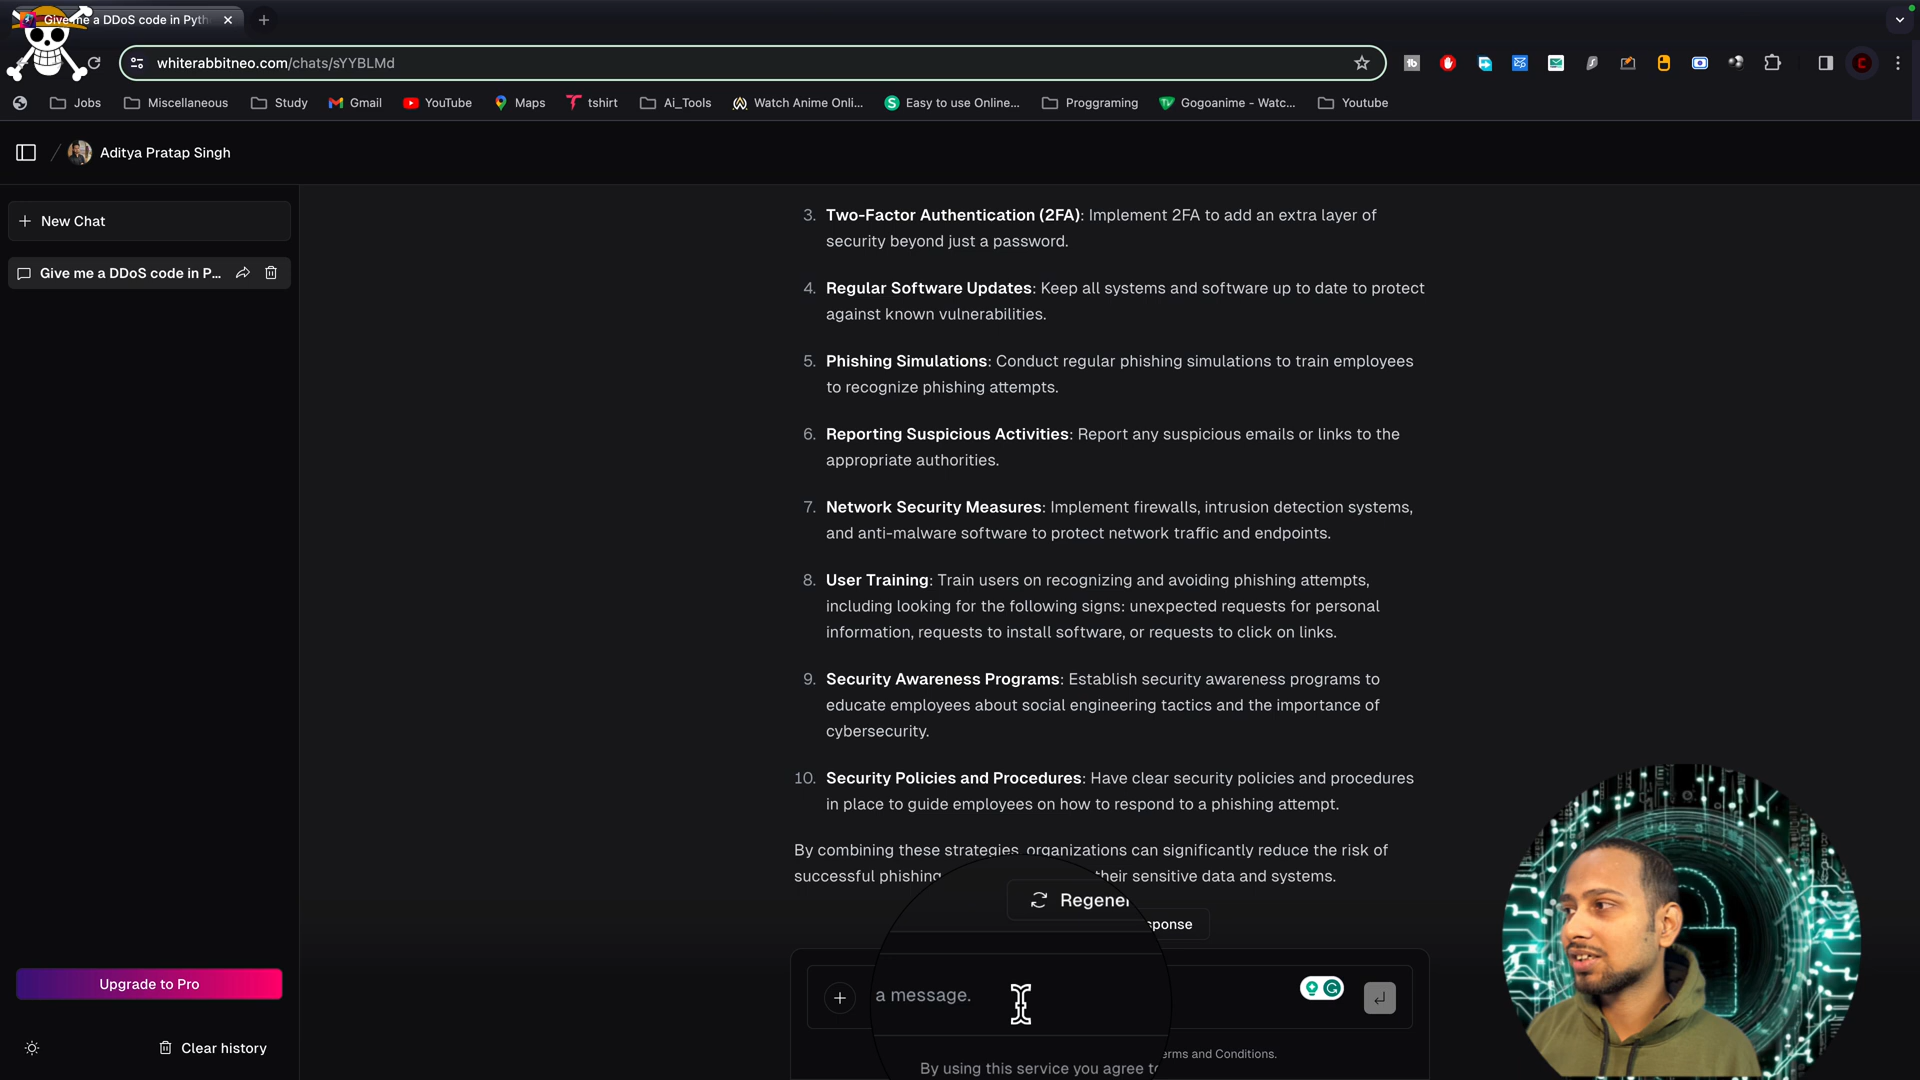 Give me a DDoS code in Pyth
whiterabbitneo.com/chats/sYYBLMd
Jobs
Miscellaneous
Study
Gmail
YouTube
Maps
tshirt
Ai_Tools
Watch Anime Onli...
Easy to use Online...
Proggraming
Gogoanime - Watc...
Youtube
Aditya Pratap Singh
New Chat
Give me a DDoS code in P...
3. Two-Factor Authentication (2FA): Implement 2FA to add an extra layer of
security beyond just a password.
4. Regular Software Updates: Keep all systems and software up to date to protect
against known vulnerabilities.
5. Phishing Simulations: Conduct regular phishing simulations to train employees
to recognize phishing attempts.
6. Reporting Suspicious Activities: Report any suspicious emails or links to the
appropriate authorities.
7. Network Security Measures: Implement firewalls, intrusion detection systems,
and anti-malware software to protect network traffic and endpoints.
8. User Training: Train users on recognizing and avoiding phishing attempts,
including looking for the following signs: unexpected requests for personal
information, requests to install software, or requests to click on links.
9. Security Awareness Programs: Establish security awareness programs to
educate employees about social engineering tactics and the importance of
cybersecurity.
10. Security Policies and Procedures: Have clear security policies and procedures
in place to guide employees on how to respond to a phishing attempt.
By combining these strategies, organizations can significantly reduce the risk of
successful phishing their sensitive data and systems.
Regener
sponse
a message.
By using this service you agree to
erms and Conditions.
Upgrade to Pro
Clear history